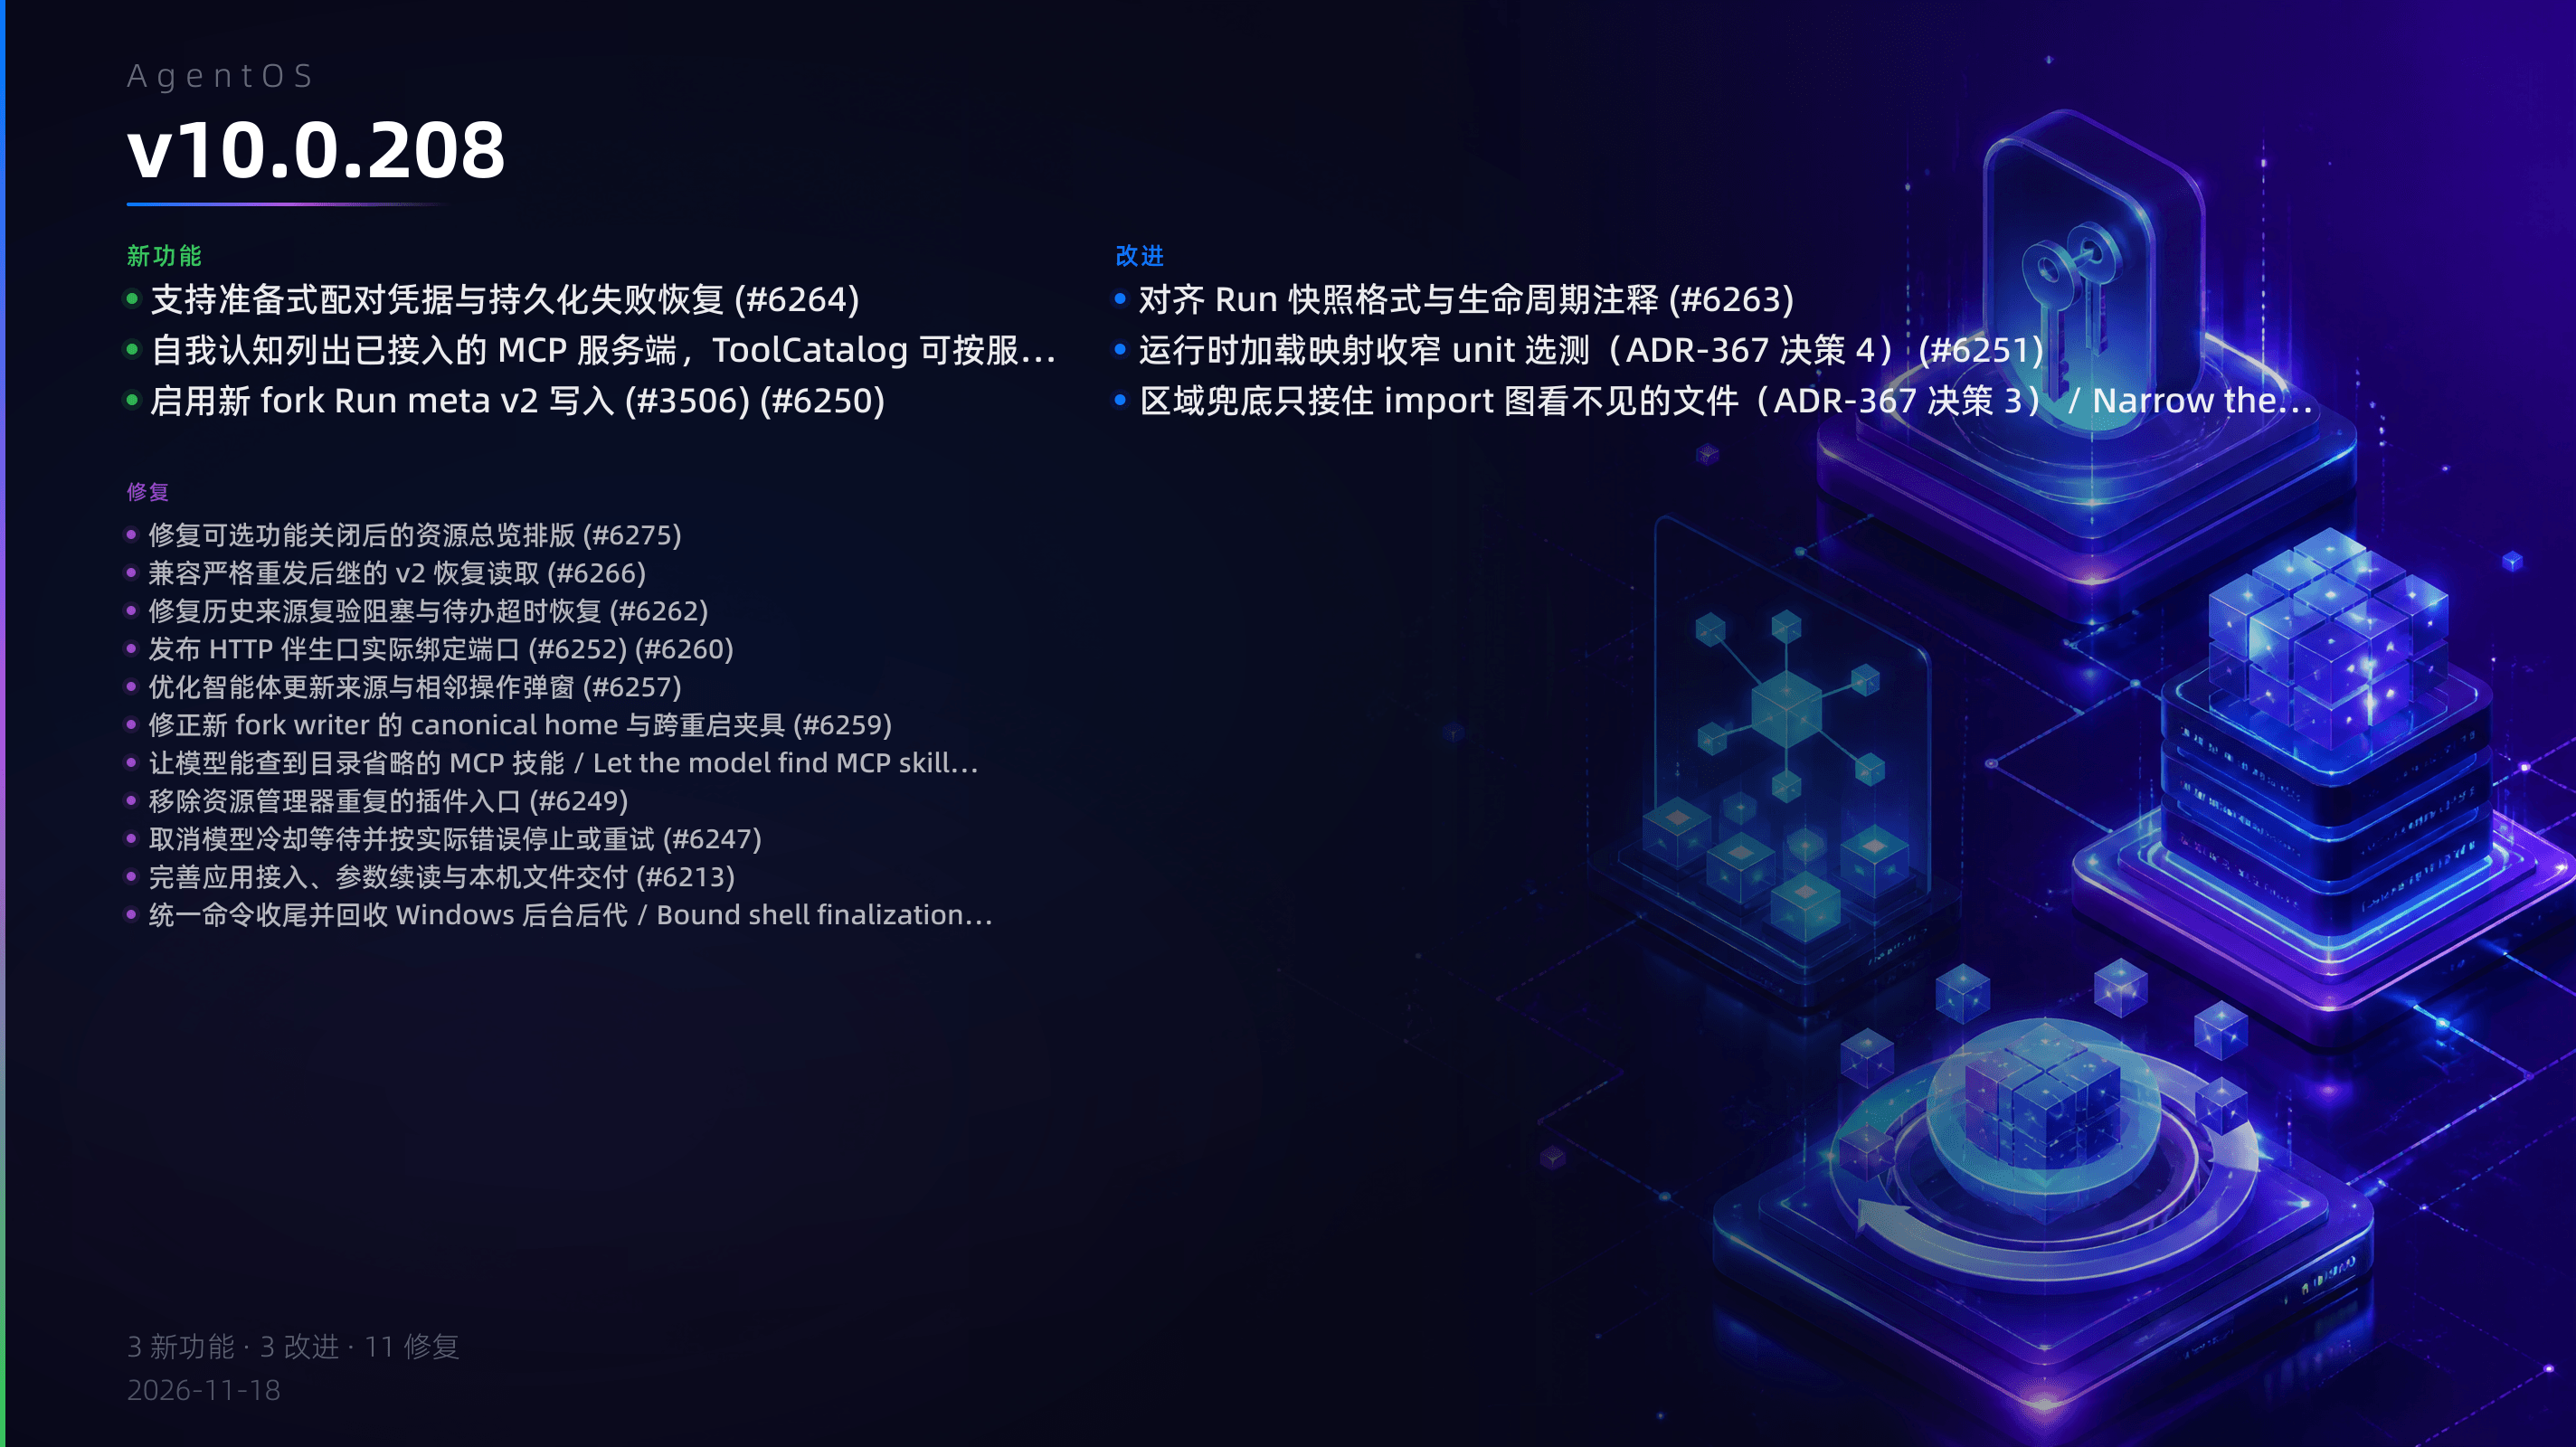 AgentOS
v10.0.208
新功能
支持准备式配对凭据与持久化失败恢复 (#6264)
自我认知列出已接入的 MCP 服务端，ToolCatalog 可按服…
启用新 fork Run meta v2 写入 (#3506) (#6250)
改进
对齐 Run 快照格式与生命周期注释 (#6263)
运行时加载映射收窄 unit 选测（ADR-367 决策 4）(#6251)
区域兜底只接住 import 图看不见的文件（ADR-367 决策 3） / Narrow the…
修复
修复可选功能关闭后的资源总览排版 (#6275)
兼容严格重发后继的 v2 恢复读取 (#6266)
修复历史来源复验阻塞与待办超时恢复 (#6262)
发布 HTTP 伴生口实际绑定端口 (#6252) (#6260)
优化智能体更新来源与相邻操作弹窗 (#6257)
修正新 fork writer 的 canonical home 与跨重启夹具 (#6259)
让模型能查到目录省略的 MCP 技能 / Let the model find MCP skill…
移除资源管理器重复的插件入口 (#6249)
取消模型冷却等待并按实际错误停止或重试 (#6247)
完善应用接入、参数续读与本机文件交付 (#6213)
统一命令收尾并回收 Windows 后台后代 / Bound shell finalization…
3 新功能 · 3 改进 · 11 修复
2026-11-18